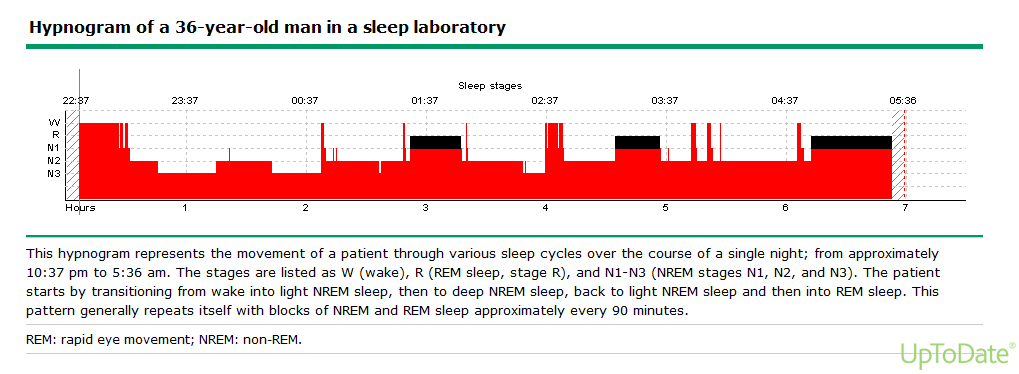 Hypnogram of a 36-year-old man in a sleep laboratory
Sleep stages
22:37 23:37 00:37 01:37 02:37 03:37 04:37 05:36
W
R
N1
N2
N3
Hours 1 2 3 4 5 6 7
This hypnogram represents the movement of a patient through various sleep cycles over the course of a single night; from approximately
10:37 pm to 5:36 am. The stages are listed as W (wake), R (REM sleep, stage R), and N1-N3 (NREM stages N1, N2, and N3). The patient
starts by transitioning from wake into light NREM sleep, then to deep NREM sleep, back to light NREM sleep and then into REM sleep. This
pattern generally repeats itself with blocks of NREM and REM sleep approximately every 90 minutes.
REM: rapid eye movement; NREM: non-REM.
UpToDate®